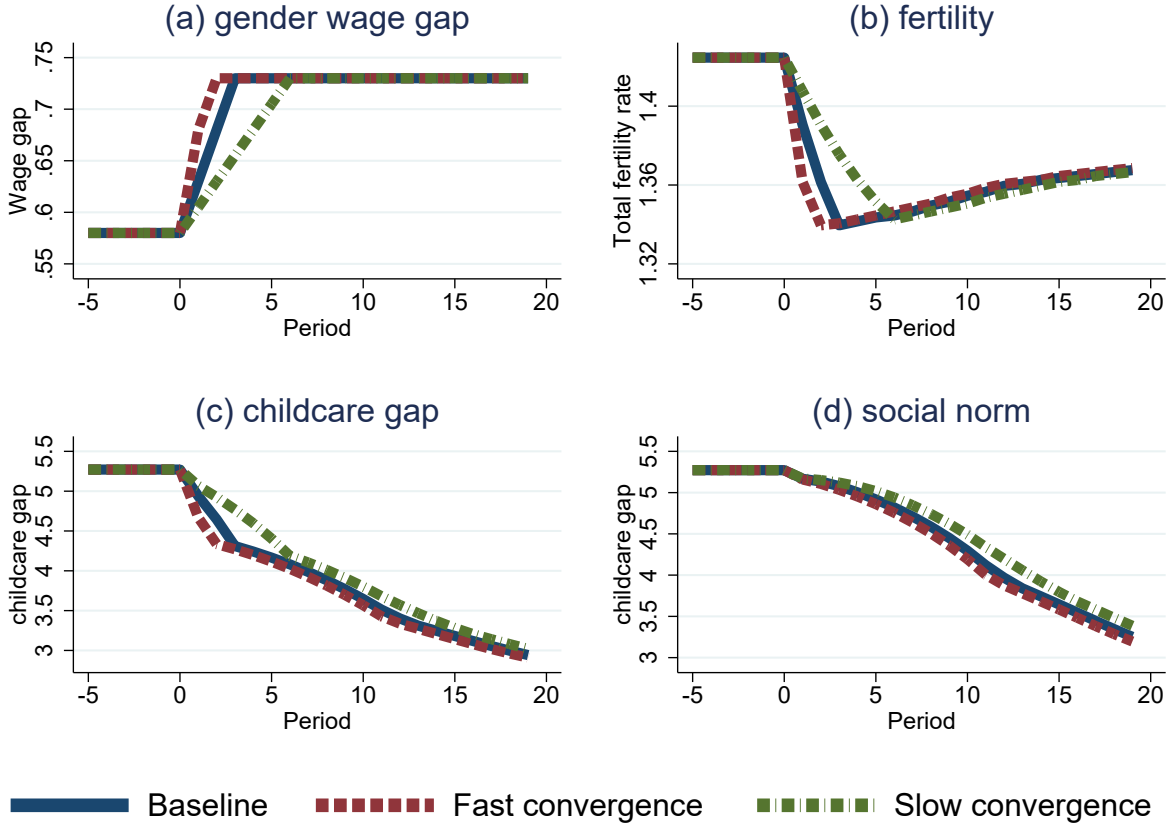 (a) gender wage gap
Wage gap
.75
.7
.65
.6
.55
-5 0 5 10 15 20
Period
(b) fertility
Total fertility rate
1.4
1.36
1.32
-5 0 5 10 15 20
Period
(c) childcare gap
childcare gap
5.5
5
4.5
4
3.5
3
-5 0 5 10 15 20
Period
(d) social norm
childcare gap
5.5
5
4.5
4
3.5
3
-5 0 5 10 15 20
Period
Baseline Fast convergence Slow convergence